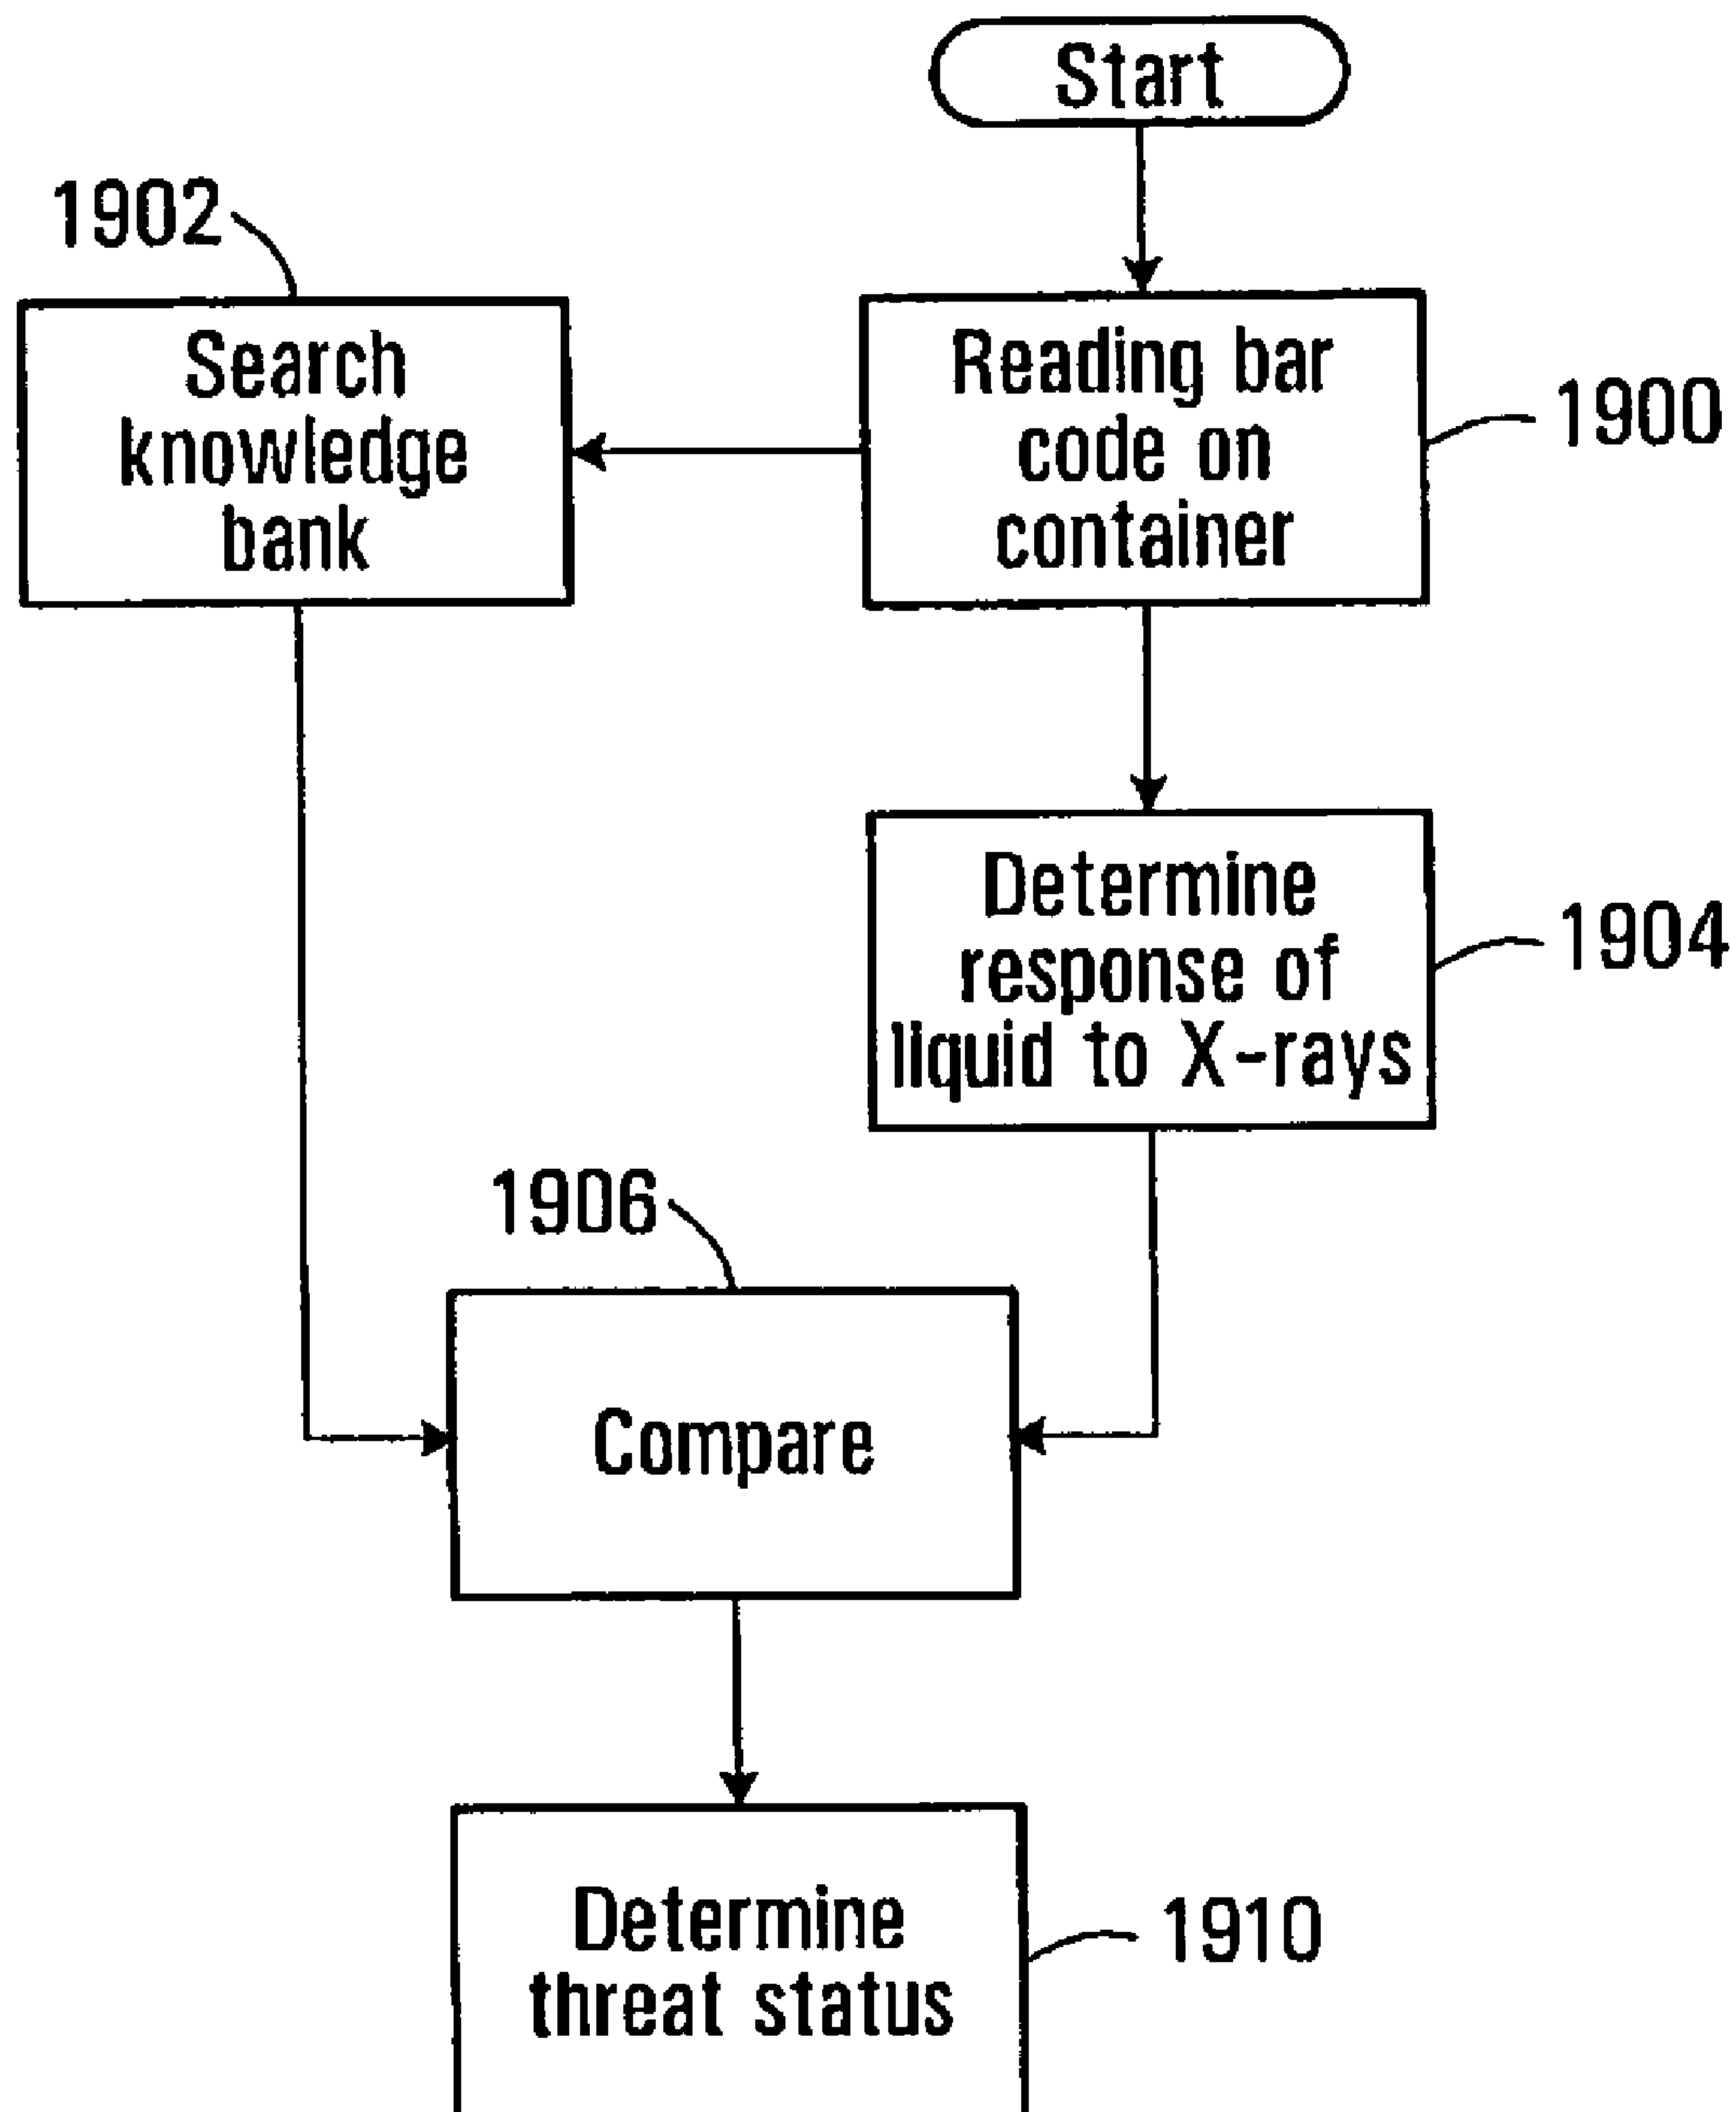 Start
1902
Search
knowledge
bank
Reading bar
code on
container
1900
Determine
response of
liquid to X-rays
1904
1906
Compare
Determine
threat status
1910